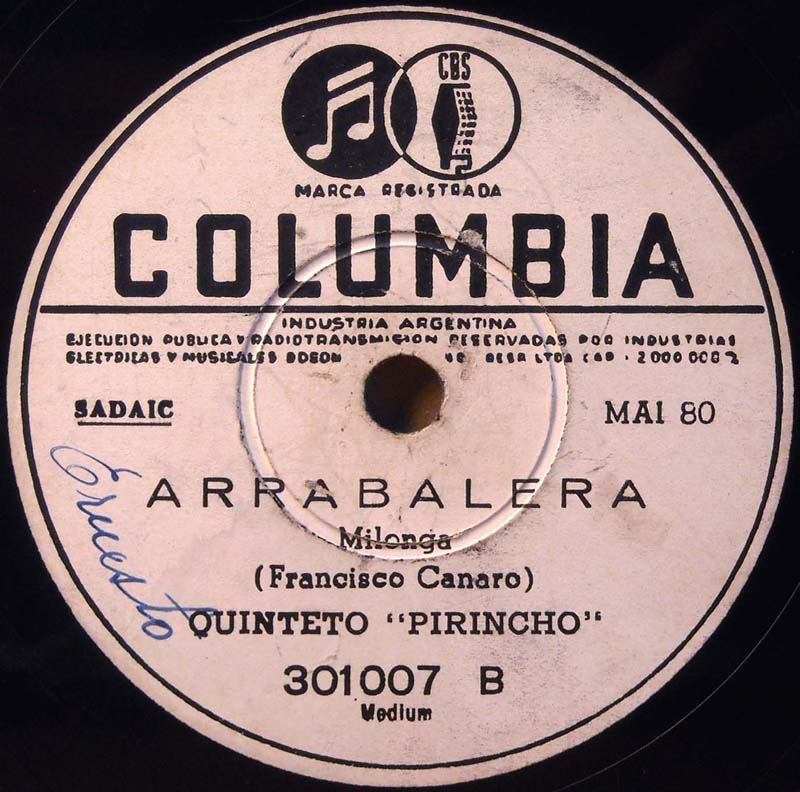 CBS
MARCA REGISTRADA
COLUMBIA
INDUSTRIA ARGENTINA
EJECUCION PUBLICA Y RADIOTRANSMISION RESERVADAS POR INDUSTRIAS
ELECTRICAS Y MUSICALES ODEON LTDA
SADAIC MAI 80
Ernesto
ARRABALERA
Milonga
(Francisco Canaro)
QUINTETO "PIRINCHO"
301007 B
Medium